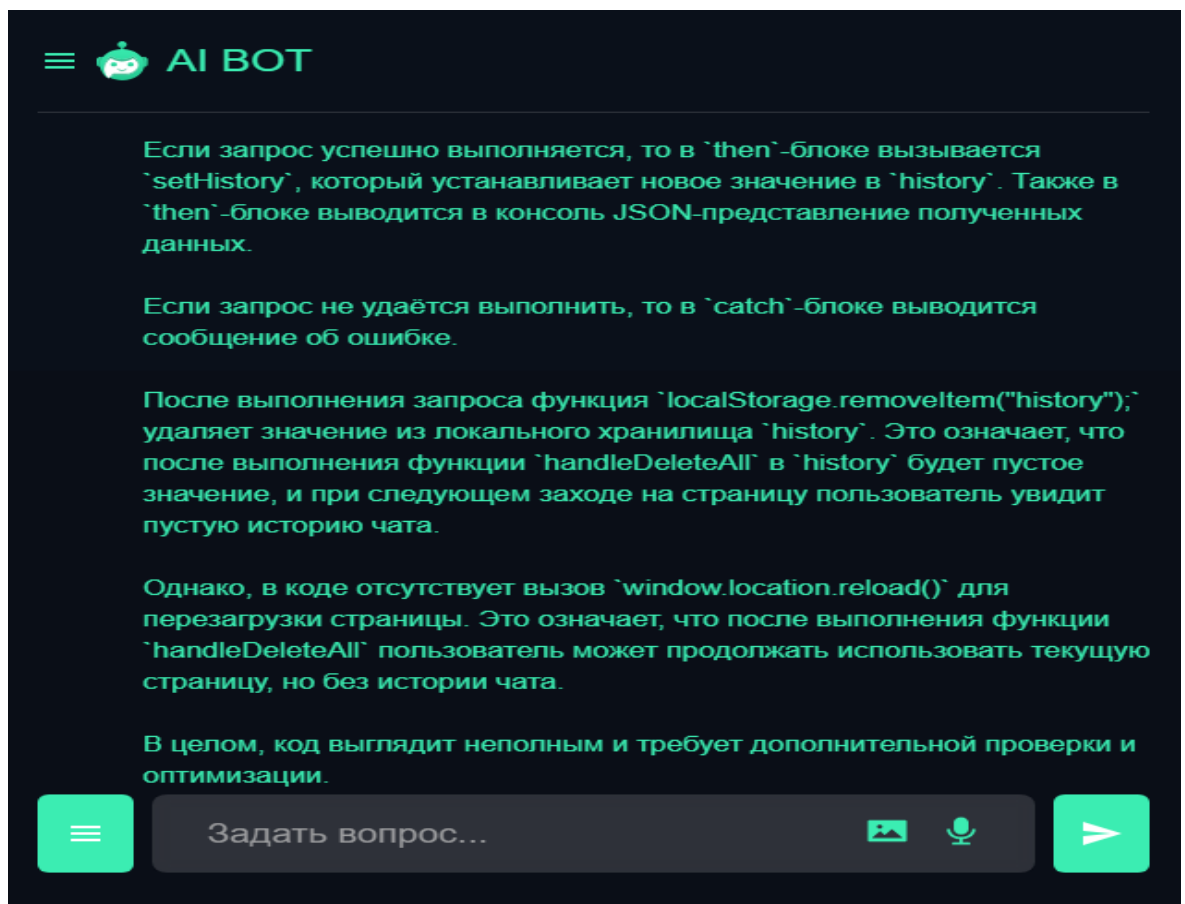 AI BOT
Если запрос успешно выполняется, то в `then`-блоке вызывается
`setHistory`, который устанавливает новое значение в `history`. Также в
`then`-блоке выводится в консоль JSON-представление полученных
данных.
Если запрос не удаётся выполнить, то в `catch`-блоке выводится
сообщение об ошибке.
После выполнения запроса функция `localStorage.removeItem("history");`
удаляет значение из локального хранилища `history`. Это означает, что
после выполнения функции `handleDeleteAll` в `history` будет пустое
значение, и при следующем заходе на страницу пользователь увидит
пустую историю чата.
Однако, в коде отсутствует вызов `window.location.reload()` для
перезагрузки страницы. Это означает, что после выполнения функции
`handleDeleteAll` пользователь может продолжать использовать текущую
страницу, но без истории чата.
В целом, код выглядит неполным и требует дополнительной проверки и
оптимизации.
Задать вопрос...